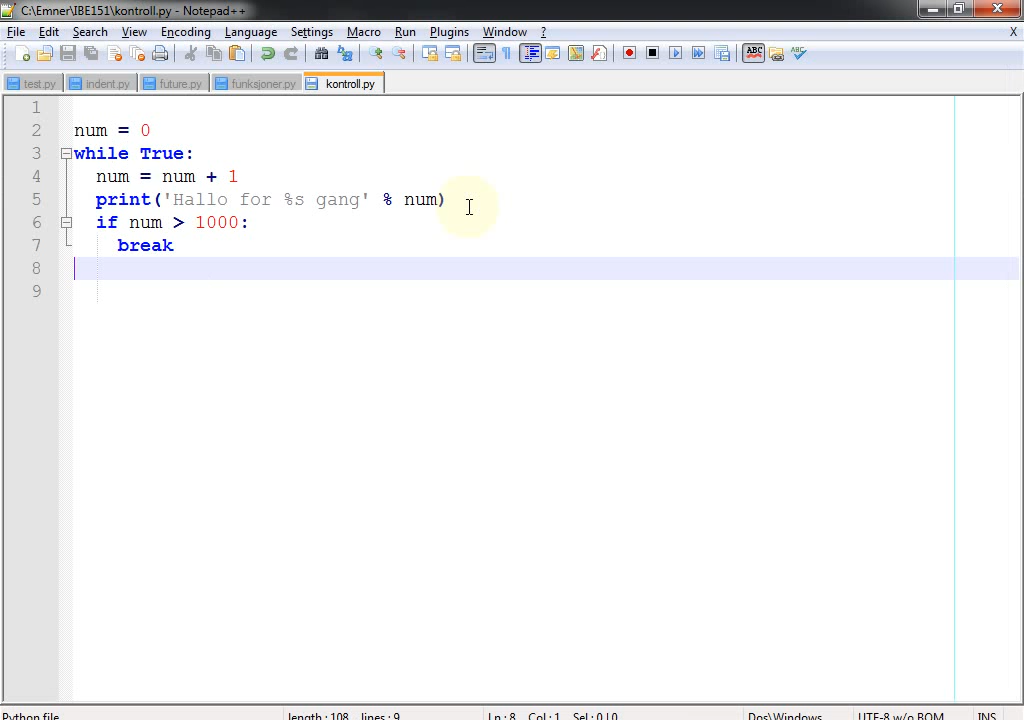 C:\Emner\IBE151\kontroll.py - Notepad++
File Edit Search View Encoding Language Settings Macro Run Plugins Window ? X
test.py indent.py future.py funksjoner.py kontroll.py
1
2 num = 0
3 while True:
4 num = num + 1
5 print('Hallo for %s gang' % num)
6 if num > 1000:
7 break
8
9
Python file length : 108 lines : 9 Ln : 8 Col : 1 Sel : 0 | 0 Dos\Windows UTF-8 w/o BOM INS